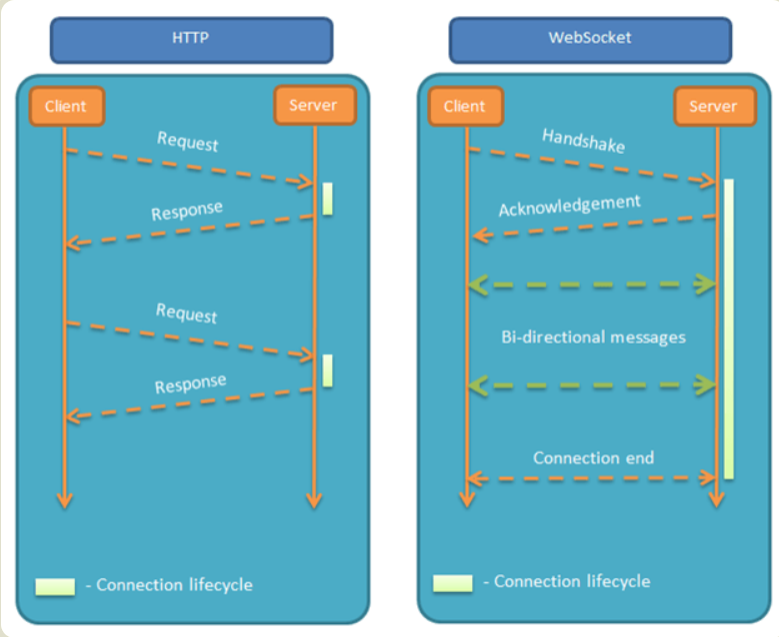 HTTP
Client
Server
Request
Response
Request
Response
- Connection lifecycle
WebSocket
Client
Server
Handshake
Acknowledgement
Bi-directional messages
Connection end
- Connection lifecycle